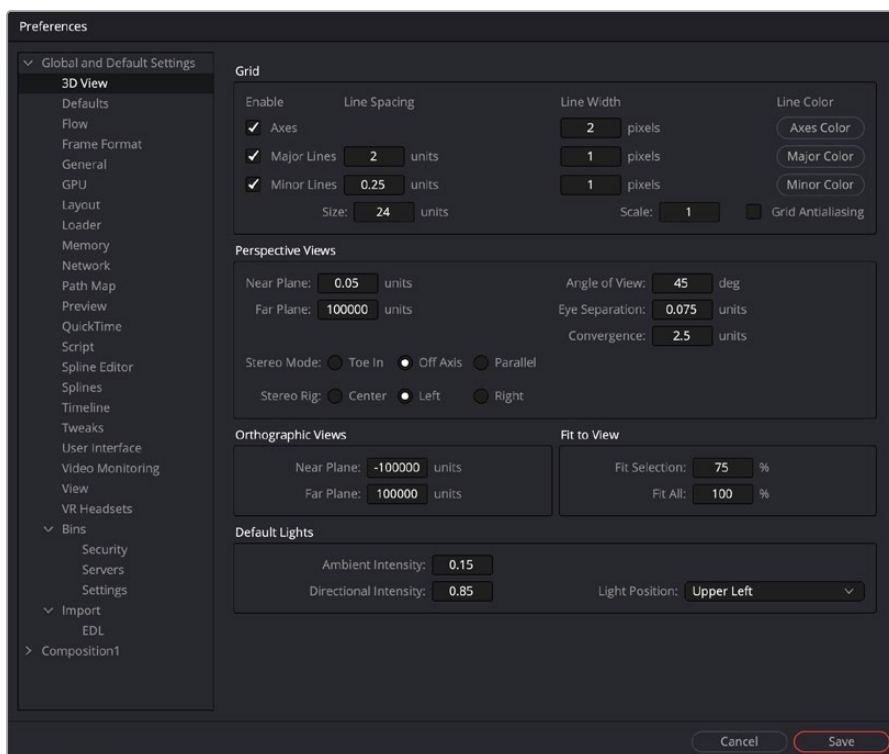 Preferences
Global and Default Settings
3D View
Defaults
Flow
Frame Format
General
GPU
Layout
Loader
Memory
Network
Path Map
Preview
QuickTime
Script
Spline Editor
Splines
Timeline
Tweaks
User Interface
Video Monitoring
View
VR Headsets
Bins
Security
Servers
Settings
Import
EDL
Composition1
Grid
Enable Line Spacing Line Width Line Color
Axes 2 pixels Axes Color
Major Lines 2 units 1 pixels Major Color
Minor Lines 0.25 units 1 pixels Minor Color
Size: 24 units Scale: 1 Grid Antialiasing
Perspective Views
Near Plane: 0.05 units Angle of View: 45 deg
Far Plane: 100000 units Eye Separation: 0.075 units
Convergence: 2.5 units
Stereo Mode: Toe In Off Axis Parallel
Stereo Rig: Center Left Right
Orthographic Views
Near Plane: -100000 units
Far Plane: 100000 units
Fit to View
Fit Selection: 75 %
Fit All: 100 %
Default Lights
Ambient Intensity: 0.15
Directional Intensity: 0.85 Light Position: Upper Left
Cancel Save